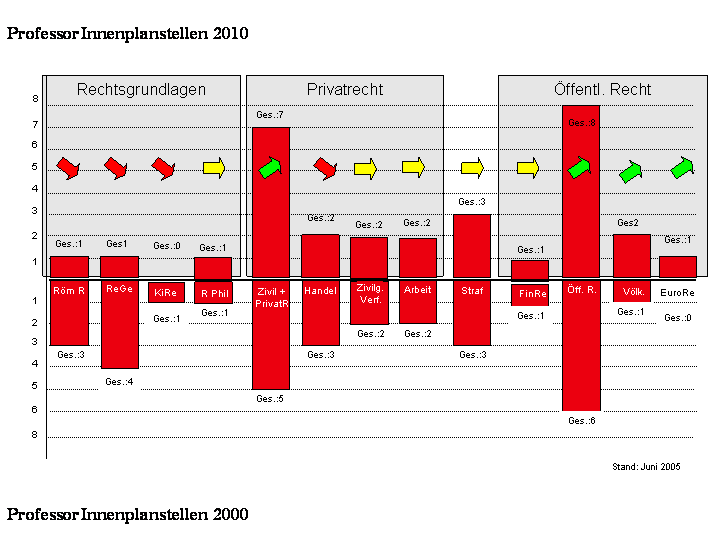 ProfessorInnenplanstellen 2010
Rechtsgrundlagen Privatrecht Öffentl. Recht
8
7
6
5
4
3
2
1
Ges.:7
Ges.:8
Ges.:3
Ges.:2 Ges.:2 Ges.:2 Ges2
Ges.:1 Ges1 Ges.:0 Ges.:1 Ges.:1 Ges.:1
Röm R ReGe KiRe R Phil Zivil + PrivatR Handel Zivilg. Verf. Arbeit Straf FinRe Öff. R. Völk. EuroRe
1
2
3
4
5
6
8
Ges.:1 Ges.:1 Ges.:1 Ges.:1 Ges.:0
Ges.:2 Ges.:2
Ges.:3 Ges.:3 Ges.:3
Ges.:4
Ges.:5
Ges.:6
Stand: Juni 2005
ProfessorInnenplanstellen 2000